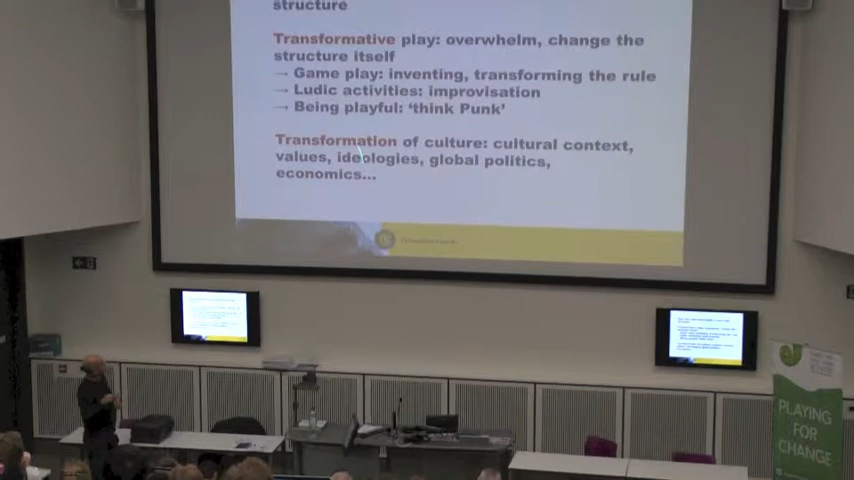 structure
Transformative play: overwhelm, change the
structure itself
→ Game play: inventing, transforming the rule
→ Ludic activities: improvisation
→ Being playful: ‘think Punk’
Transformation of culture: cultural context,
values, ideologies, global politics,
economics...
PLAYING
FOR
CHANGE